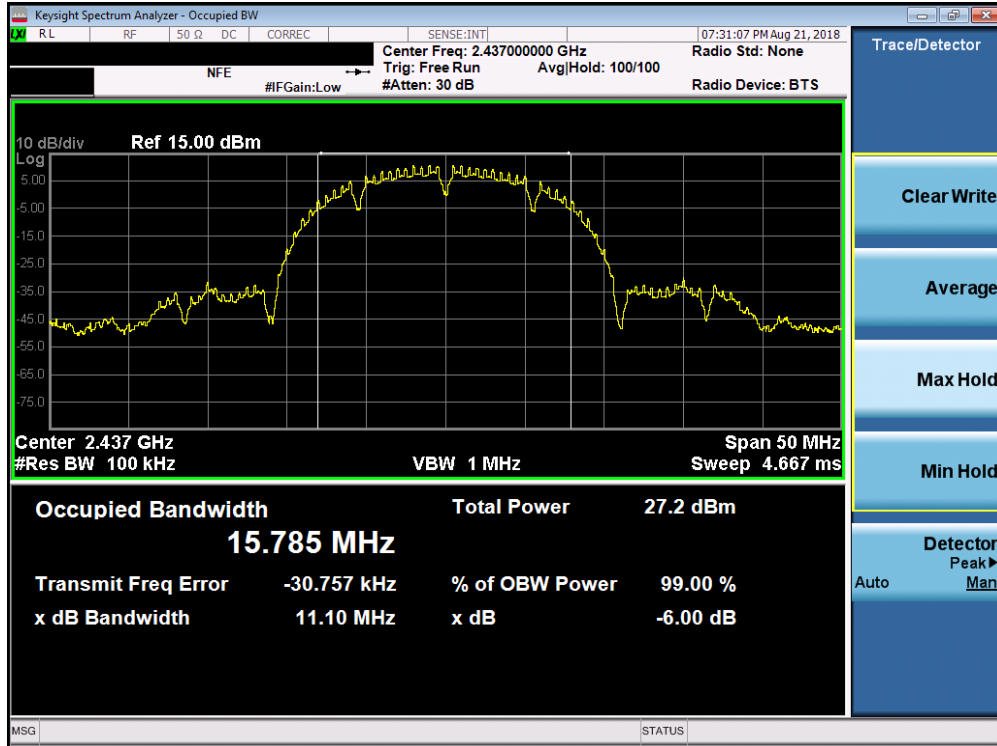 Keysight Spectrum Analyzer - Occupied BW
LXI RL RF 50 Ω DC CORREC SENSE:INT 07:31:07 PM Aug 21, 2018
Center Freq: 2.437000000 GHz Radio Std: None
NFE Trig: Free Run Avg|Hold: 100/100
#IFGain:Low #Atten: 30 dB Radio Device: BTS
10 dB/div Ref 15.00 dBm
Log
5.00
-5.00
-15.0
-25.0
-35.0
-45.0
-55.0
-65.0
-75.0
Center 2.437 GHz Span 50 MHz
#Res BW 100 kHz VBW 1 MHz Sweep 4.667 ms
Occupied Bandwidth Total Power 27.2 dBm
15.785 MHz
Transmit Freq Error -30.757 kHz % of OBW Power 99.00 %
x dB Bandwidth 11.10 MHz x dB -6.00 dB
Trace/Detector
Clear Write
Average
Max Hold
Min Hold
Detector
Peak▶
Auto Man
MSG STATUS